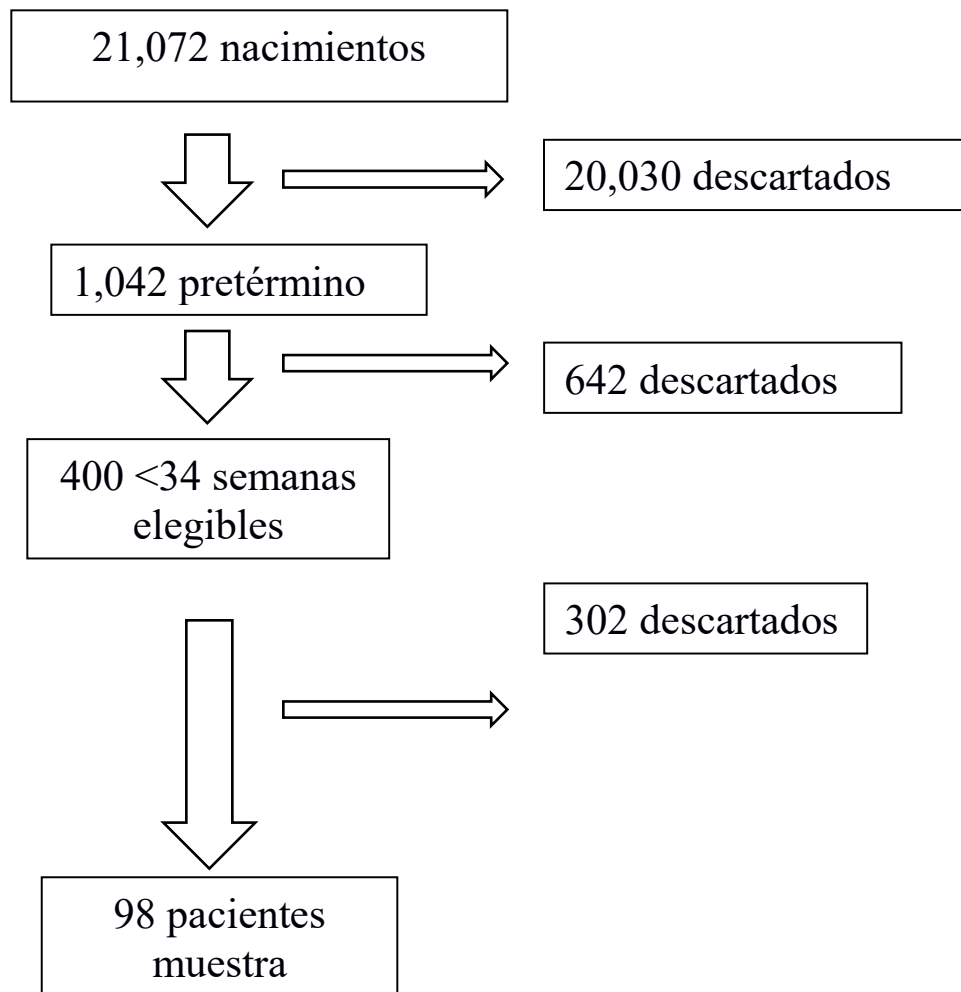 21,072 nacimientos
20,030 descartados
1,042 pretérmino
642 descartados
400 <34 semanas
elegibles
302 descartados
98 pacientes
muestra